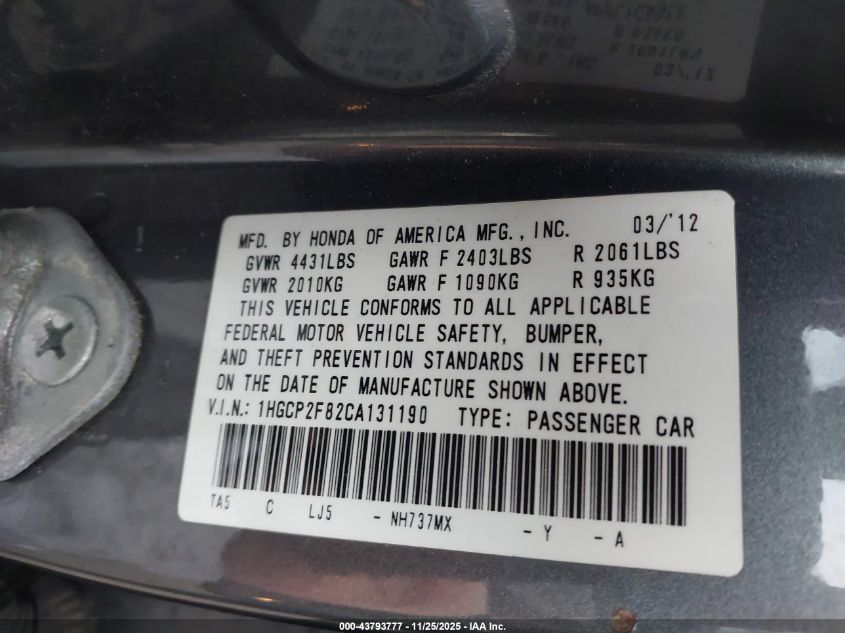 MFD. BY HONDA OF AMERICA MFG., INC. 03/'12
GVWR 4431LBS GAWR F 2403LBS R 2061LBS
GVWR 2010KG GAWR F 1090KG R 935KG
THIS VEHICLE CONFORMS TO ALL APPLICABLE
FEDERAL MOTOR VEHICLE SAFETY, BUMPER,
AND THEFT PREVENTION STANDARDS IN EFFECT
ON THE DATE OF MANUFACTURE SHOWN ABOVE.
V.I.N.: 1HGCP2F82CA131190 TYPE: PASSENGER CAR
TA5 C LJ5 - NH737MX - Y - A
000-43793777 - 11/25/2025 - IAA Inc.